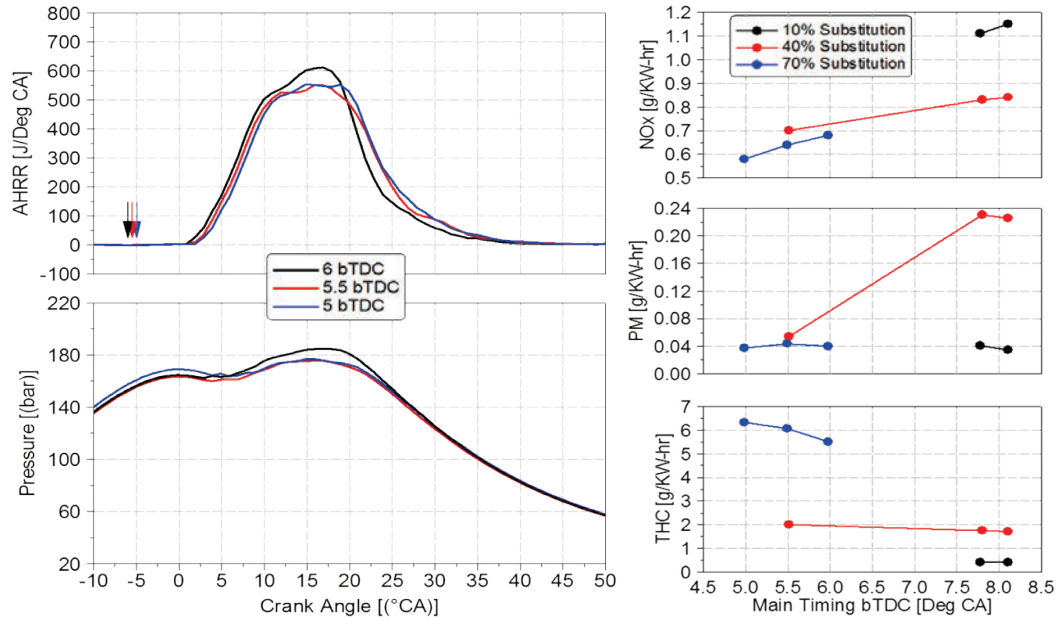 800
700
600
500
400
300
200
100
0
-100
AHRR [J/Deg CA]
6 bTDC
5.5 bTDC
5 bTDC
220
180
140
100
60
20
Pressure [(bar)]
-10 -5 0 5 10 15 20 25 30 35 40 45 50
Crank Angle [(°CA)]
10% Substitution
40% Substitution
70% Substitution
1.2
1.1
1.0
0.9
0.8
0.7
0.6
0.5
NOx [g/KW-hr]
0.24
0.20
0.16
0.12
0.08
0.04
0.00
PM [g/KW-hr]
7
6
5
4
3
2
1
0
THC [g/KW-hr]
4.5 5.0 5.5 6.0 6.5 7.0 7.5 8.0 8.5
Main Timing bTDC [Deg CA]